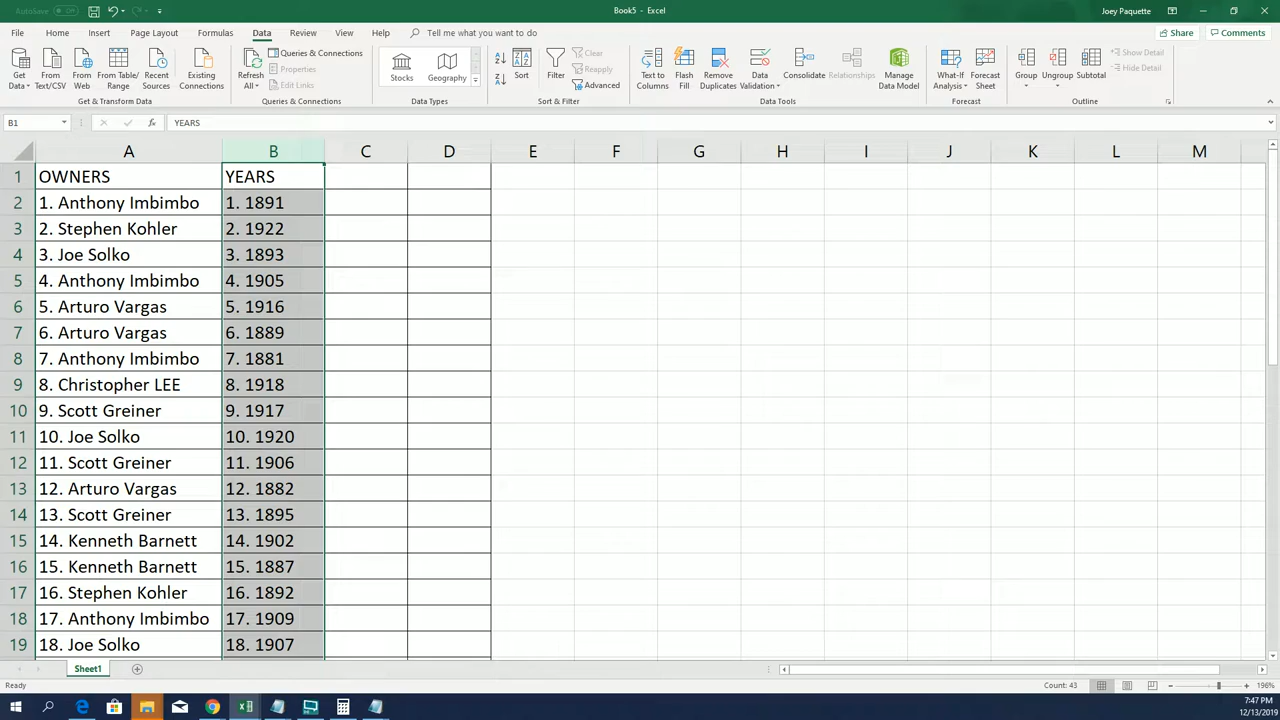 AutoSave Off
Book5 - Excel
Joey Paquette
File Home Insert Page Layout Formulas Data Review View Help Tell me what you want to do
Share Comments
Get Data
From Text/CSV
From Web
From Table/Range
Recent Sources
Existing Connections
Get & Transform Data
Refresh All
Queries & Connections
Properties
Edit Links
Queries & Connections
Stocks
Geography
Data Types
Sort
Filter
Clear
Reapply
Advanced
Sort & Filter
Text to Columns
Flash Fill
Remove Duplicates
Data Validation
Consolidate
Relationships
Manage Data Model
Data Tools
What-If Analysis
Forecast Sheet
Forecast
Group
Ungroup
Subtotal
Show Detail
Hide Detail
Outline
B1 fx YEARS
A B C D E F G H I J K L M
1 OWNERS YEARS
2 1. Anthony Imbimbo 1. 1891
3 2. Stephen Kohler 2. 1922
4 3. Joe Solko 3. 1893
5 4. Anthony Imbimbo 4. 1905
6 5. Arturo Vargas 5. 1916
7 6. Arturo Vargas 6. 1889
8 7. Anthony Imbimbo 7. 1881
9 8. Christopher LEE 8. 1918
10 9. Scott Greiner 9. 1917
11 10. Joe Solko 10. 1920
12 11. Scott Greiner 11. 1906
13 12. Arturo Vargas 12. 1882
14 13. Scott Greiner 13. 1895
15 14. Kenneth Barnett 14. 1902
16 15. Kenneth Barnett 15. 1887
17 16. Stephen Kohler 16. 1892
18 17. Anthony Imbimbo 17. 1909
19 18. Joe Solko 18. 1907
Sheet1
Ready Count: 43 196%
7:47 PM
12/13/2019